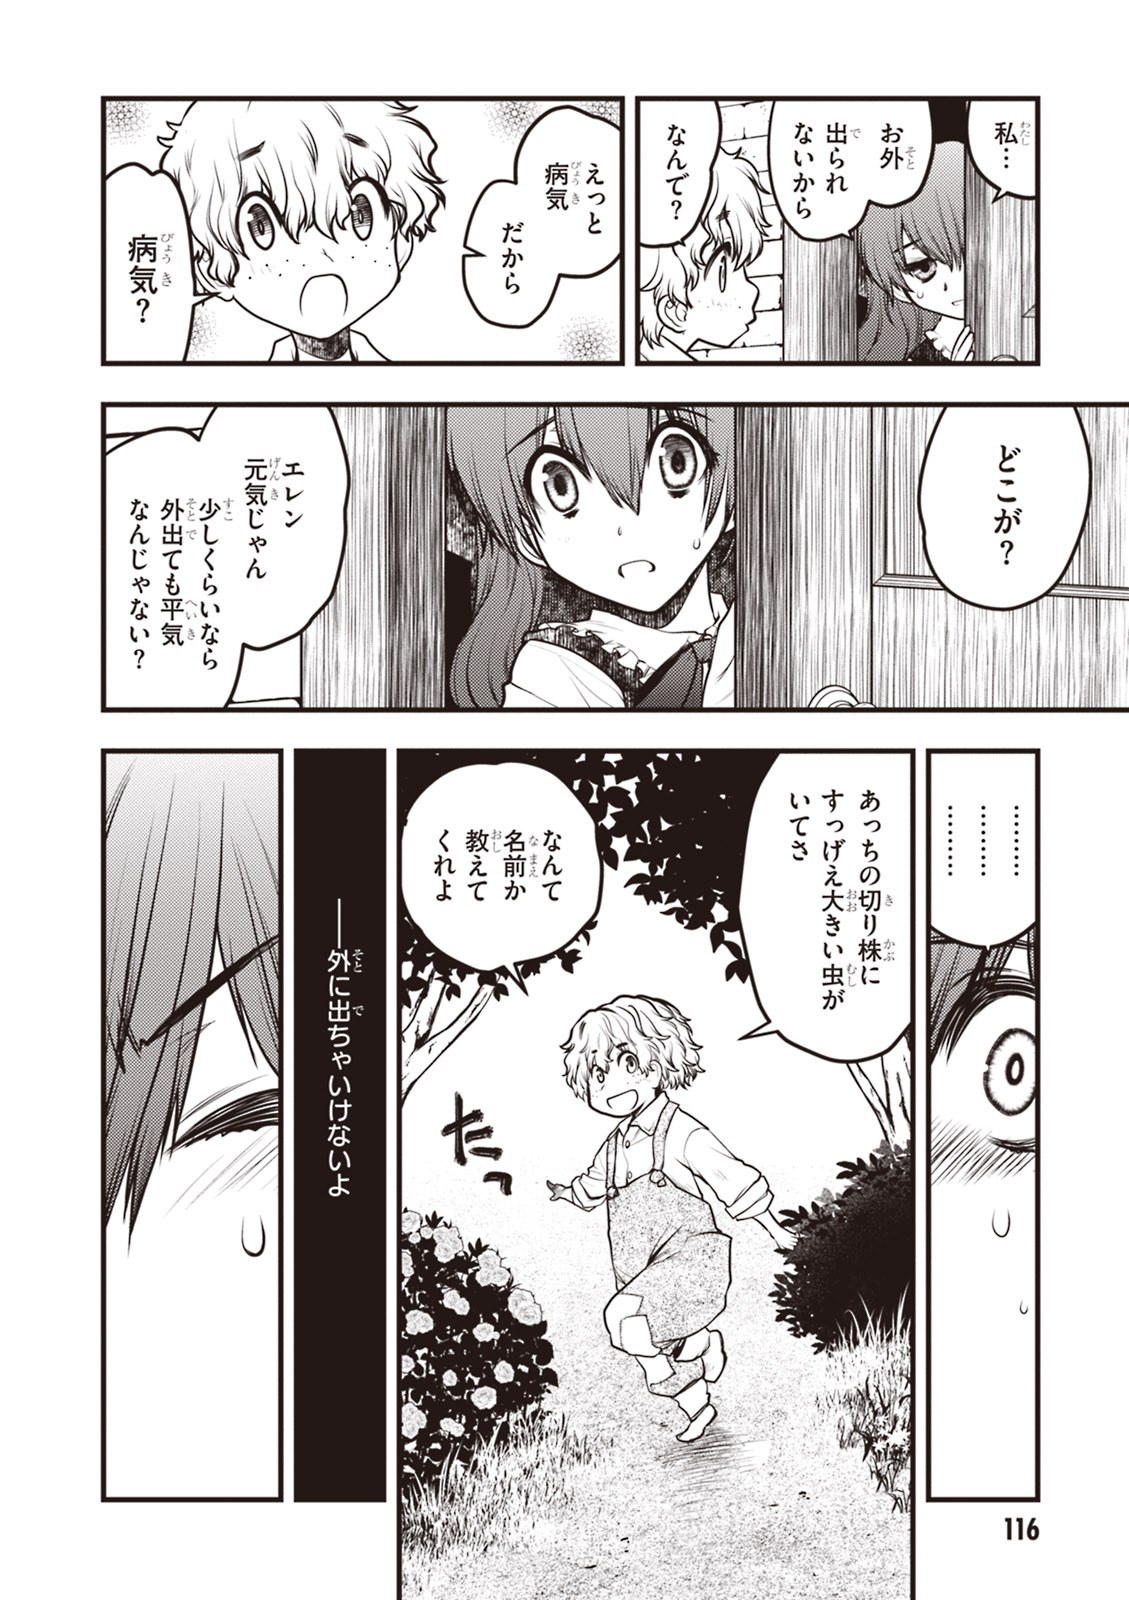 私…
お外
出られ
ないから
なんで？
えっと
病気
だから
病気？
どこが？
エレン
元気じゃん
少しくらいなら
外出ても平気
なんじゃない？
………
………
………
あっちの切り株に
すっげえ大きい虫が
いてさ
なんて
名前か
教えて
くれよ
たっ
──外に出ちゃいけないよ
116